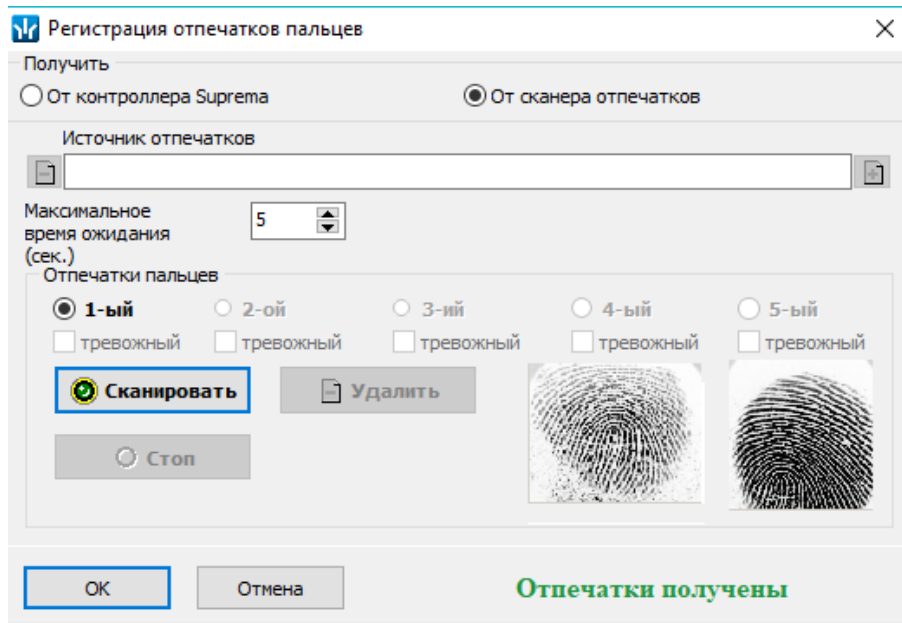 Регистрация отпечатков пальцев
Получить
От контроллера Suprema
От сканера отпечатков
Источник отпечатков
Максимальное
время ожидания
(сек.)
5
Отпечатки пальцев
1-ый
2-ой
3-ий
4-ый
5-ый
тревожный
тревожный
тревожный
тревожный
тревожный
Сканировать
Удалить
Стоп
OK
Отмена
Отпечатки получены